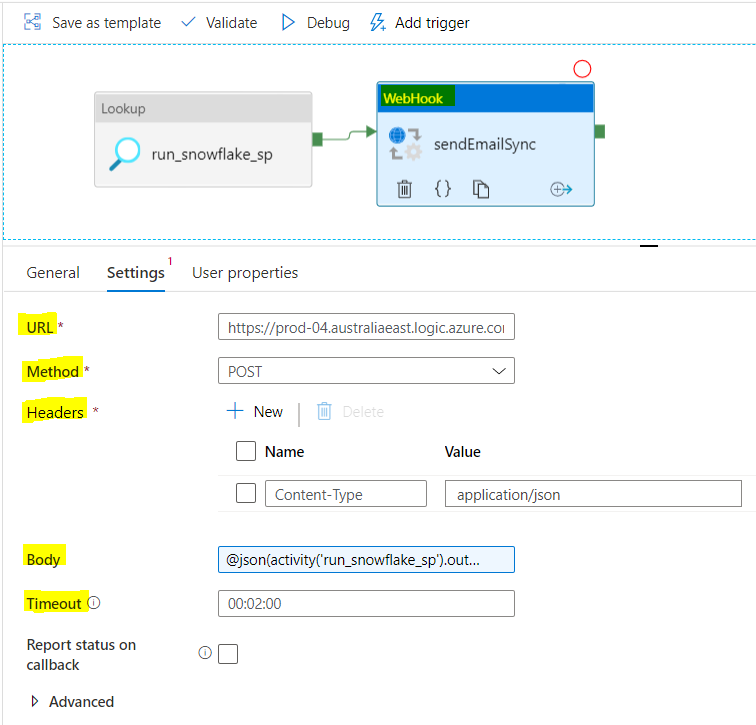 Save as template Validate Debug Add trigger
Lookup
run_snowflake_sp
WebHook
sendEmailSync
{}
General Settings 1 User properties
URL * https://prod-04.australiaeast.logic.azure.co
Method * POST
Headers * New Delete
Name Value
Content-Type application/json
Body @json(activity('run_snowflake_sp').out...
Timeout 00:02:00
Report status on
callback
Advanced